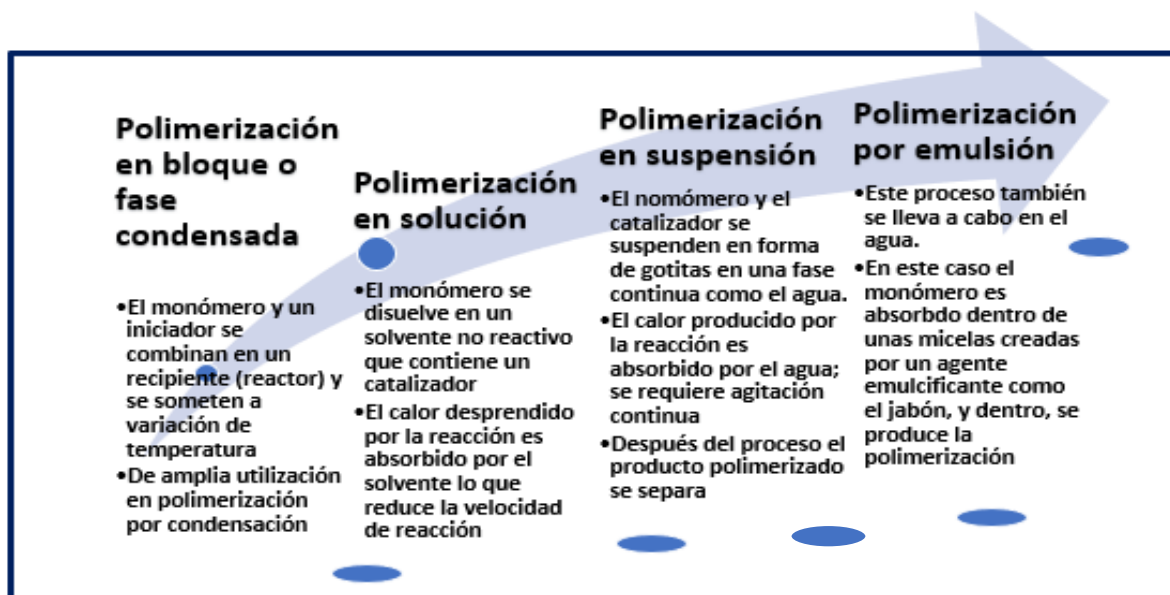 Polimerización
en bloque o
fase
condensada
•El monómero y un
iniciador se
combinan en un
recipiente (reactor) y
se someten a
variación de
temperatura
•De amplia utilización
en polimerización
por condensación
Polimerización
en solución
•El monómero se
disuelve en un
solvente no reactivo
que contiene un
catalizador
•El calor desprendido
por la reacción es
absorbido por el
solvente lo que
reduce la velocidad
de reacción
Polimerización
en suspensión
•El nomómero y el
catalizador se
suspenden en forma
de gotitas en una fase
continua como el agua.
•El calor producido por
la reacción es
absorbido por el agua;
se requiere agitación
continua
•Después del proceso el
producto polimerizado
se separa
Polimerización
por emulsión
•Este proceso también
se lleva a cabo en el
agua.
•En este caso el
monómero es
absorbdo dentro de
unas micelas creadas
por un agente
emulcificante como
el jabón, y dentro, se
produce la
polimerización